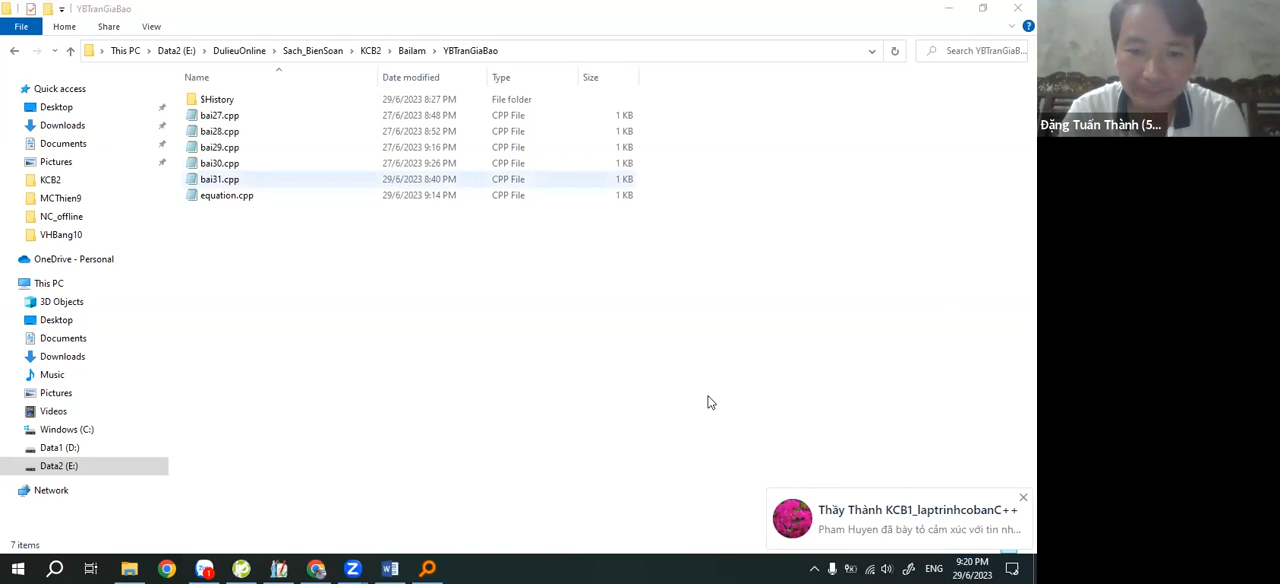 YBTranGiaBao
File Home Share View
This PC > Data2 (E:) > DulieuOnline > Sach_BienSoan > KCB2 > Bailam > YBTranGiaBao
Search YBTranGiaB...
Name Date modified Type Size
$History 29/6/2023 8:27 PM File folder
bai27.cpp 27/6/2023 8:48 PM CPP File 1 KB
bai28.cpp 27/6/2023 8:52 PM CPP File 1 KB
bai29.cpp 27/6/2023 9:16 PM CPP File 1 KB
bai30.cpp 27/6/2023 9:26 PM CPP File 1 KB
bai31.cpp 29/6/2023 8:40 PM CPP File 1 KB
equation.cpp 29/6/2023 9:14 PM CPP File 1 KB
Quick access
Desktop
Downloads
Documents
Pictures
KCB2
MCThien9
NC_offline
VHBang10
OneDrive - Personal
This PC
3D Objects
Desktop
Documents
Downloads
Music
Pictures
Videos
Windows (C:)
Data1 (D:)
Data2 (E:)
Network
7 items
Đặng Tuấn Thành (5...
Thầy Thành KCB1_laptrinhcobanC++
Pham Huyen đã bày tỏ cảm xúc với tin nh...
ENG
9:20 PM
29/6/2023